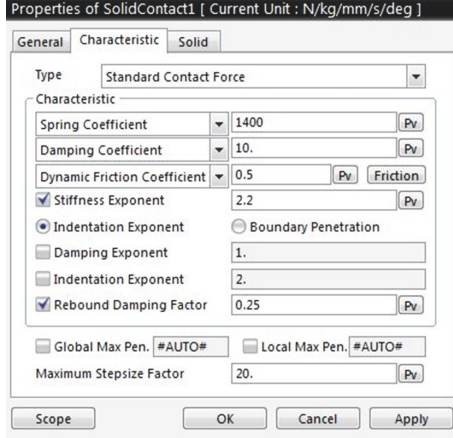 Properties of SolidContact1 [ Current Unit : N/kg/mm/s/deg ]
General Characteristic Solid
Type Standard Contact Force
Characteristic
Spring Coefficient 1400 Pv
Damping Coefficient 10. Pv
Dynamic Friction Coefficient 0.5 Pv Friction
Stiffness Exponent 2.2 Pv
Indentation Exponent Boundary Penetration
Damping Exponent 1.
Indentation Exponent 2.
Rebound Damping Factor 0.25 Pv
Global Max Pen. #AUTO# Local Max Pen. #AUTO#
Maximum Stepsize Factor 20. Pv
Scope OK Cancel Apply